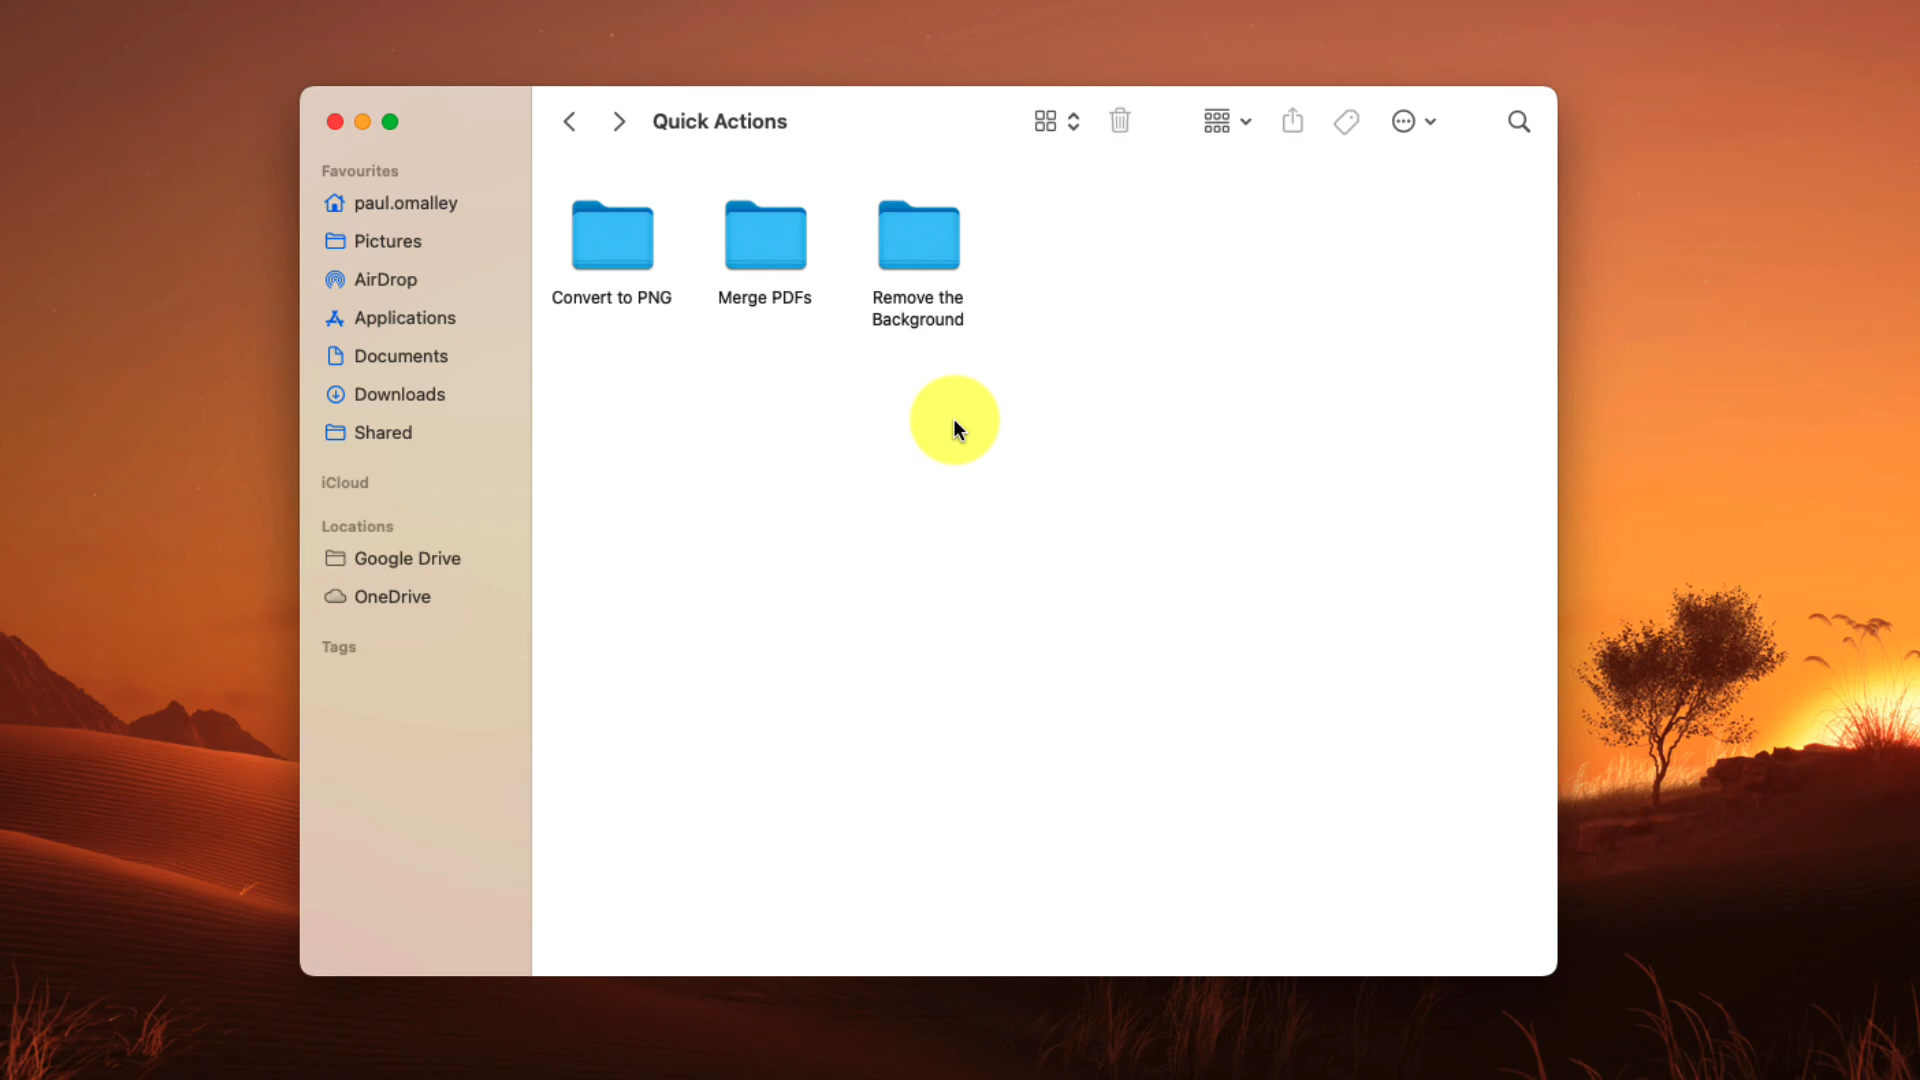 Quick Actions
Favourites
paul.omalley
Pictures
AirDrop
Applications
Documents
Downloads
Shared
iCloud
Locations
Google Drive
OneDrive
Tags
Convert to PNG
Merge PDFs
Remove the
Background